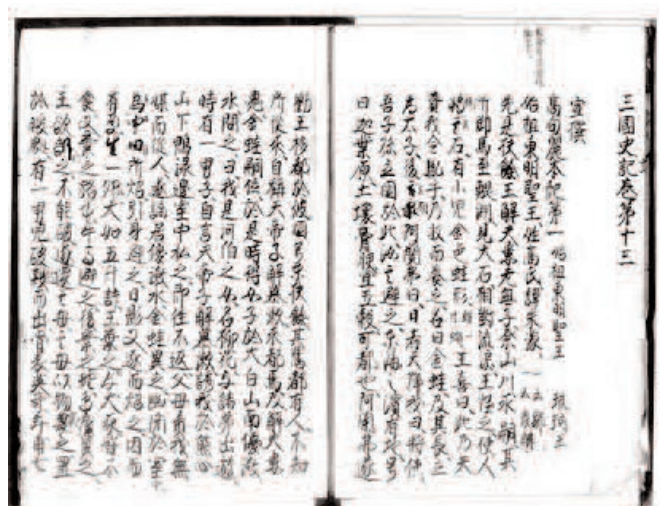 三國史記卷第十三
宣撰
高句麗本紀第一 始祖東明聖王 琉璃王
始祖東明聖王姓高氏諱朱蒙 一云鄒牟 一云衆解
先是扶餘王解夫婁老無子祭山川求嗣其
所御馬至鯤淵見大石相對流淚王怪之使人
轉其石有小兒金色蛙形 王喜曰此乃天
賚我令胤乎乃收而養之名曰金蛙及其長立
爲太子後其相阿蘭弗曰日者天降我曰將使
吾子孫立國於此汝其避之東海之濱有地號
曰迦葉原土壤膏腴宜五穀可都也阿蘭弗遂
勸王移都於彼國号東扶餘其舊都有人不知
所從來自稱天帝子解慕漱來都焉及解夫婁
薨金蛙嗣位於是時得女子於大白山南優渤
水問之曰我是河伯之女名柳花與諸弟出遊
時有一男子自言天帝子解慕漱誘我於熊心
山下鴨淥邊室中私之即往不返父母責我無
媒而從人遂謫居優渤水金蛙異之幽閉於室
中爲日所炤引身避之日影又逐而炤之因而
有孕生一卵大如五升許王棄之與犬豕皆不
食又棄之路中牛馬避之後棄之野鳥覆翼之
王欲剖之不能破遂還其母其母以物裹之置
於暖處有一男兒破殼而出骨表英奇年甫七